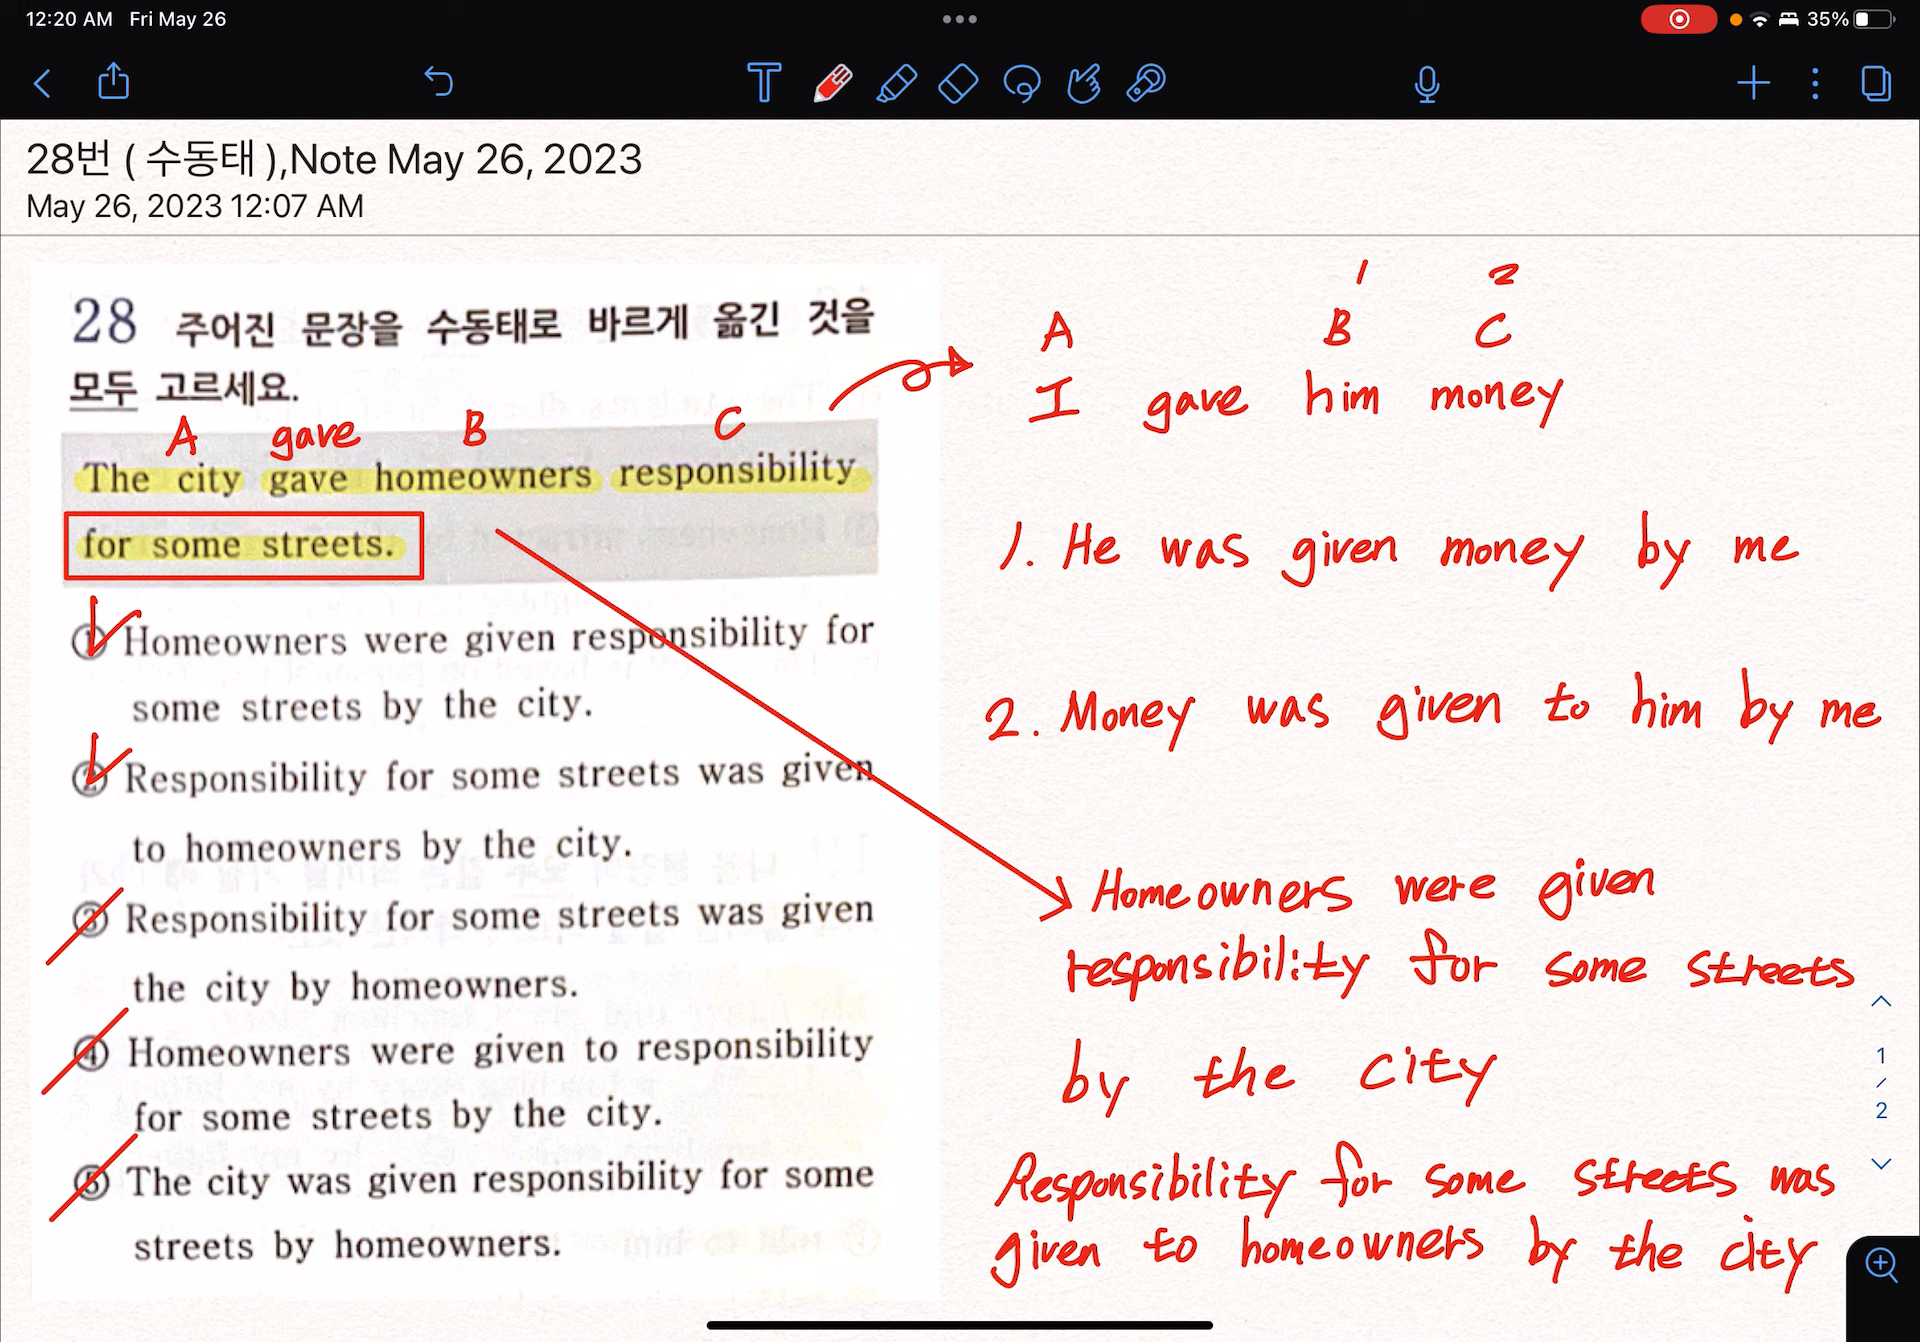 12:20 AM Fri May 26
35%
28번 ( 수동태 ),Note May 26, 2023
May 26, 2023 12:07 AM
28 주어진 문장을 수동태로 바르게 옮긴 것을
모두 고르세요.
A gave B C
The city gave homeowners responsibility
for some streets.
① Homeowners were given responsibility for
some streets by the city.
② Responsibility for some streets was given
to homeowners by the city.
③ Responsibility for some streets was given
the city by homeowners.
④ Homeowners were given to responsibility
for some streets by the city.
⑤ The city was given responsibility for some
streets by homeowners.
1 2
A B C
I gave him money
1. He was given money by me
2. Money was given to him by me
Homeowners were given
responsibility for some streets
by the city
Responsibility for some streets was
given to homeowners by the city
1
/
2